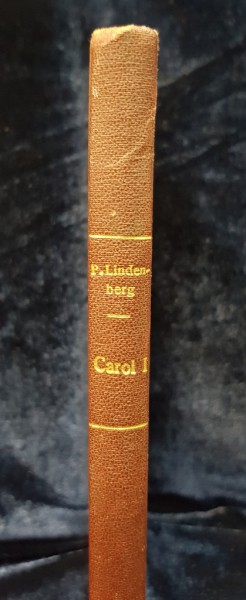 P.Linden-
berg
Carol I